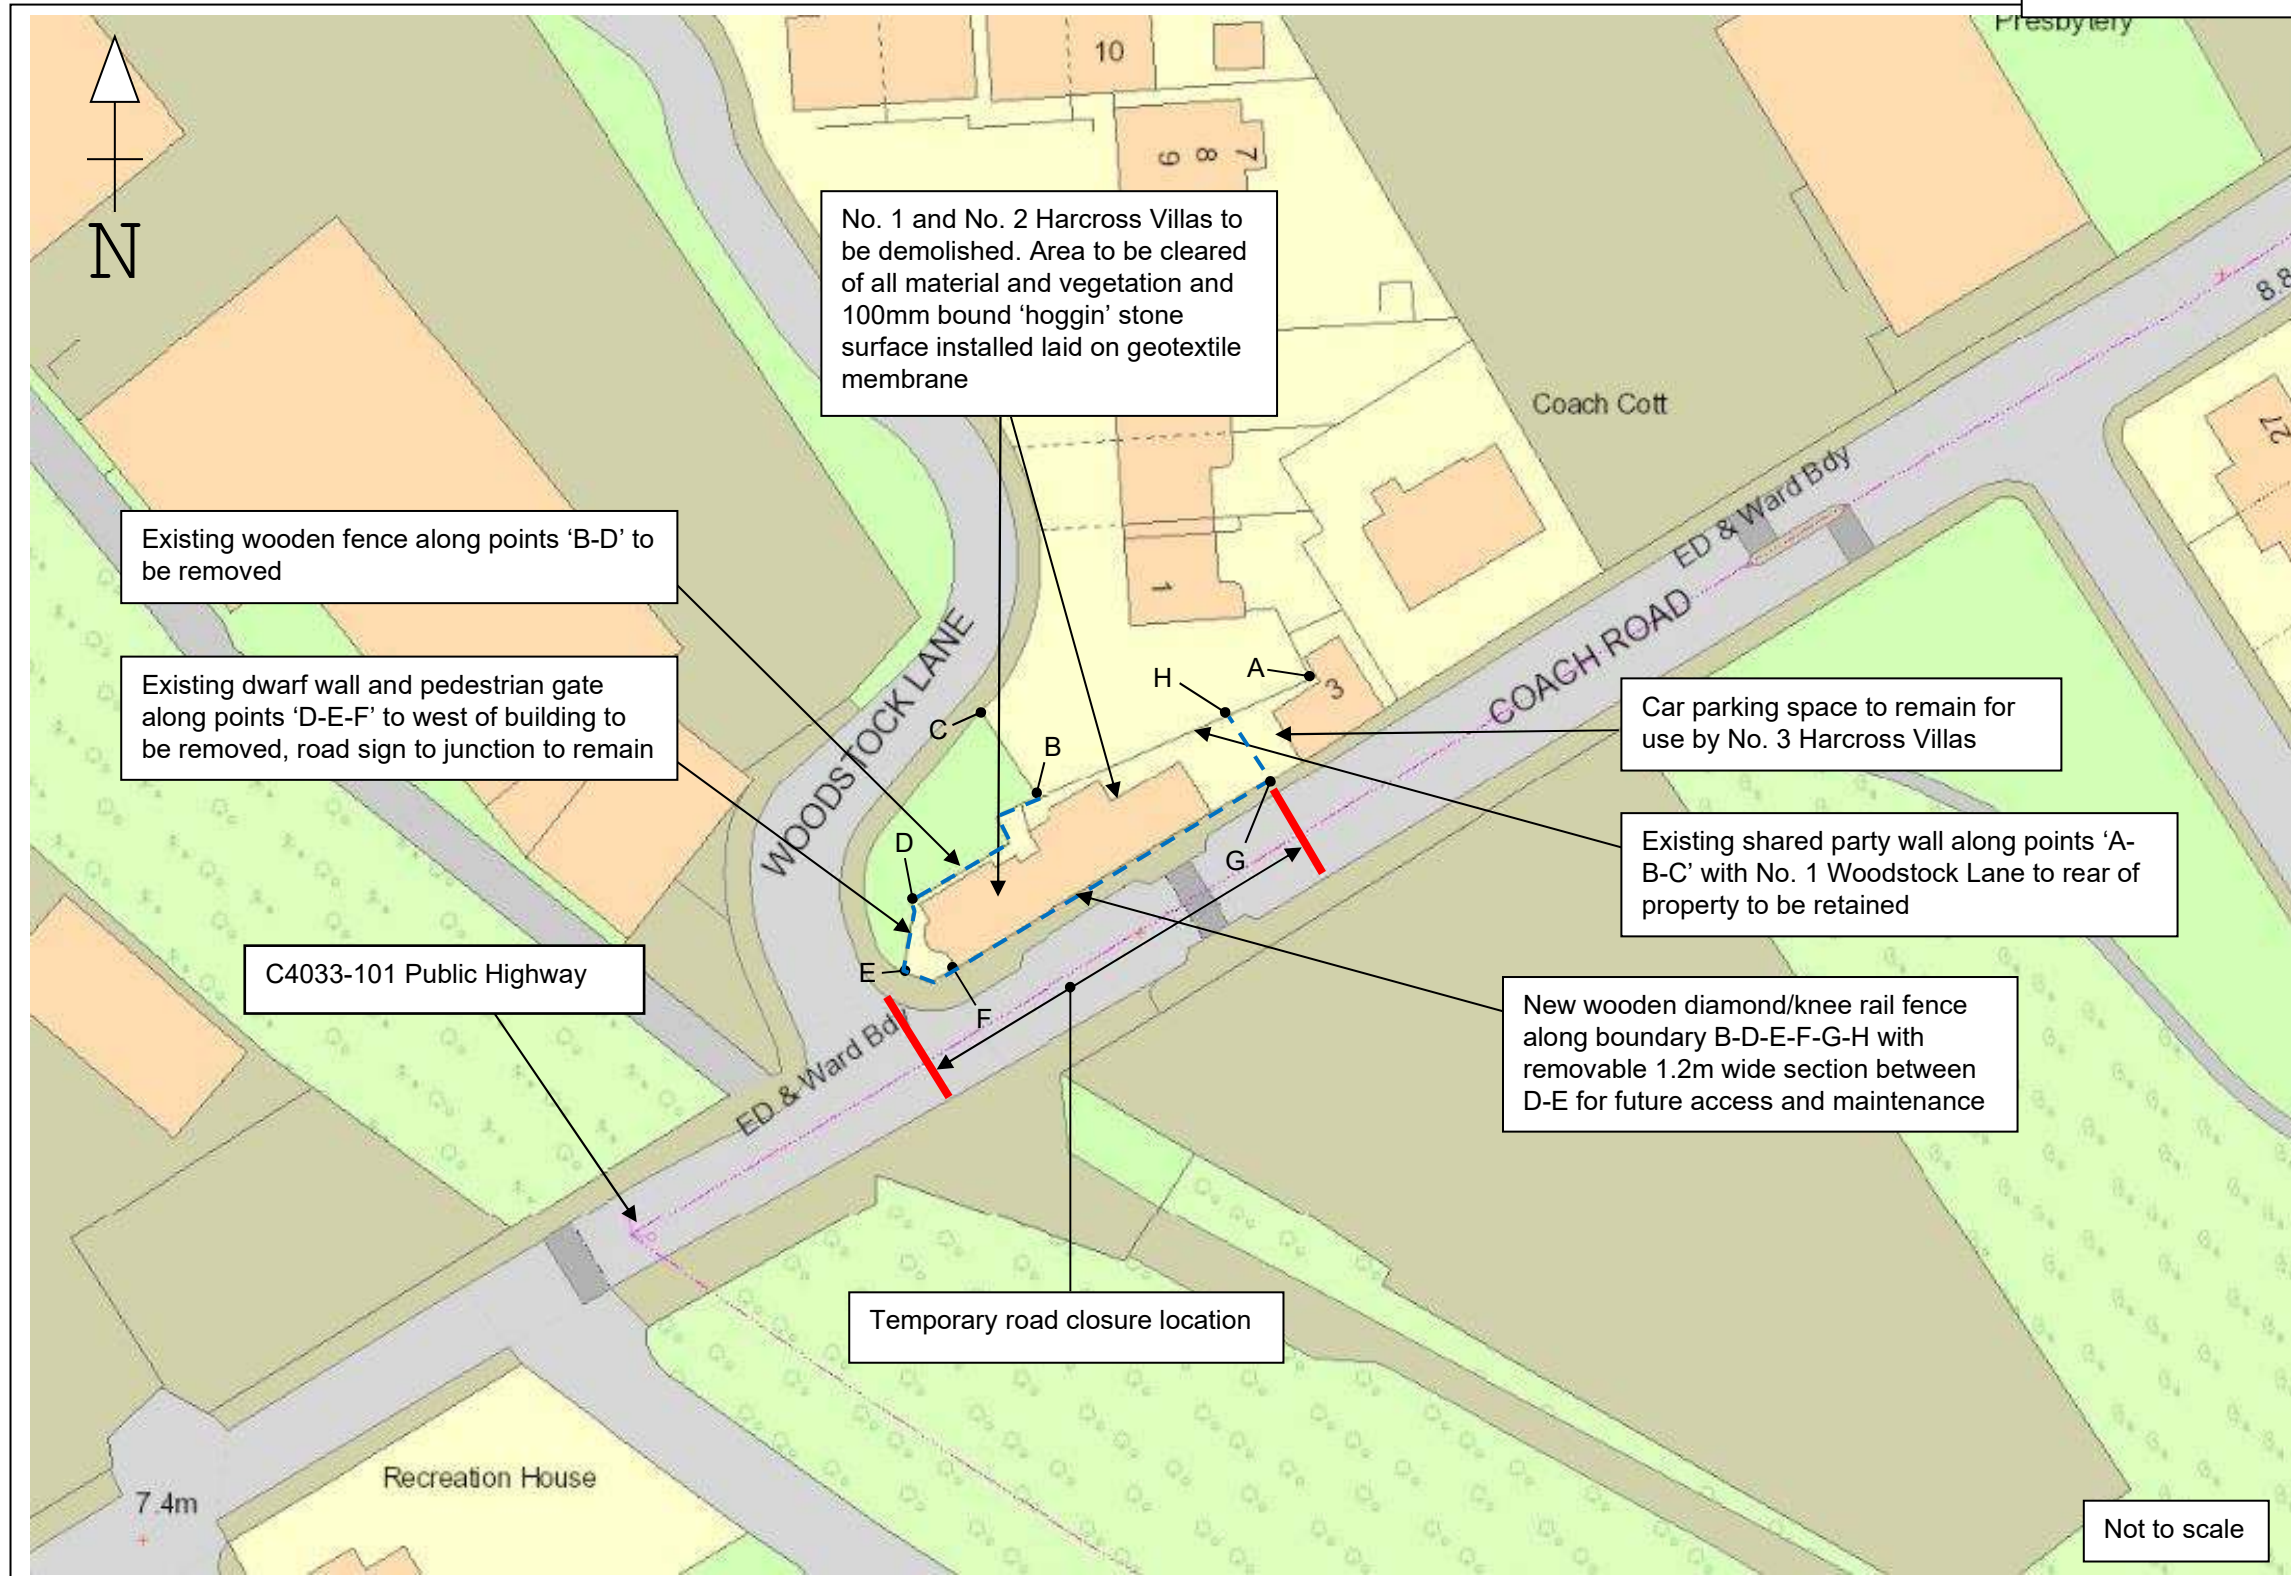 Presbytery
N
10
7
8
9
No. 1 and No. 2 Harcross Villas to
be demolished. Area to be cleared
of all material and vegetation and
100mm bound ‘hoggin’ stone
surface installed laid on geotextile
membrane
8.8
Coach Cott
27
ED & Ward Bdy
Existing wooden fence along points ‘B-D’ to
be removed
1
COACH ROAD
WOODSTOCK LANE
Existing dwarf wall and pedestrian gate
along points ‘D-E-F’ to west of building to
be removed, road sign to junction to remain
A
H
3
C
B
Car parking space to remain for
use by No. 3 Harcross Villas
D
G
Existing shared party wall along points ‘A-
B-C’ with No. 1 Woodstock Lane to rear of
property to be retained
C4033-101 Public Highway
E
F
ED & Ward Bdy
New wooden diamond/knee rail fence
along boundary B-D-E-F-G-H with
removable 1.2m wide section between
D-E for future access and maintenance
Temporary road closure location
Recreation House
7.4m
Not to scale